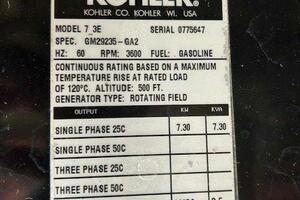 KOHLER.
KOHLER CO. KOHLER WI. USA
MODEL 7 3E SERIAL 0775647
SPEC. GM29235-GA2
HZ: 60 RPM: 3600 FUEL: GASOLINE
CONTINUOUS RATING BASED ON A MAXIMUM
TEMPERATURE RISE AT RATED LOAD
OF 120°C. ALTITUDE: 500 FT.
GENERATOR TYPE: ROTATING FIELD
OUTPUT KW KVA
SINGLE PHASE 25C 7.30 7.30
SINGLE PHASE 50C
THREE PHASE 25C
THREE PHASE 50C